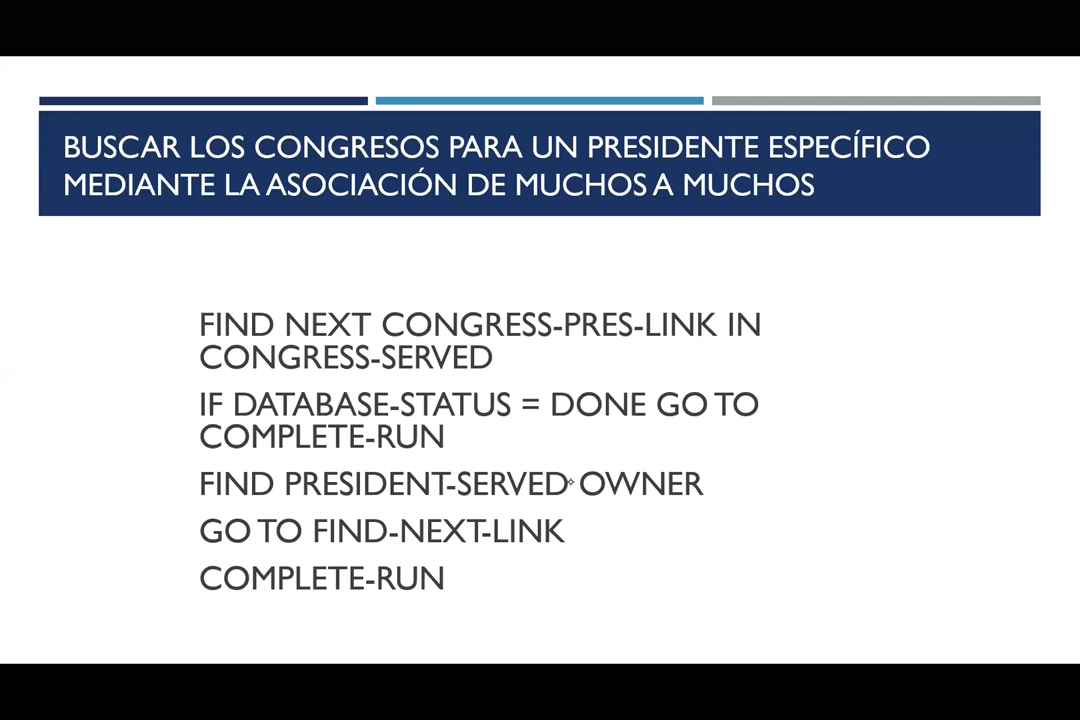 BUSCAR LOS CONGRESOS PARA UN PRESIDENTE ESPECÍFICO
MEDIANTE LA ASOCIACIÓN DE MUCHOS A MUCHOS
FIND NEXT CONGRESS-PRES-LINK IN
CONGRESS-SERVED
IF DATABASE-STATUS = DONE GO TO
COMPLETE-RUN
FIND PRESIDENT-SERVED OWNER
GO TO FIND-NEXT-LINK
COMPLETE-RUN